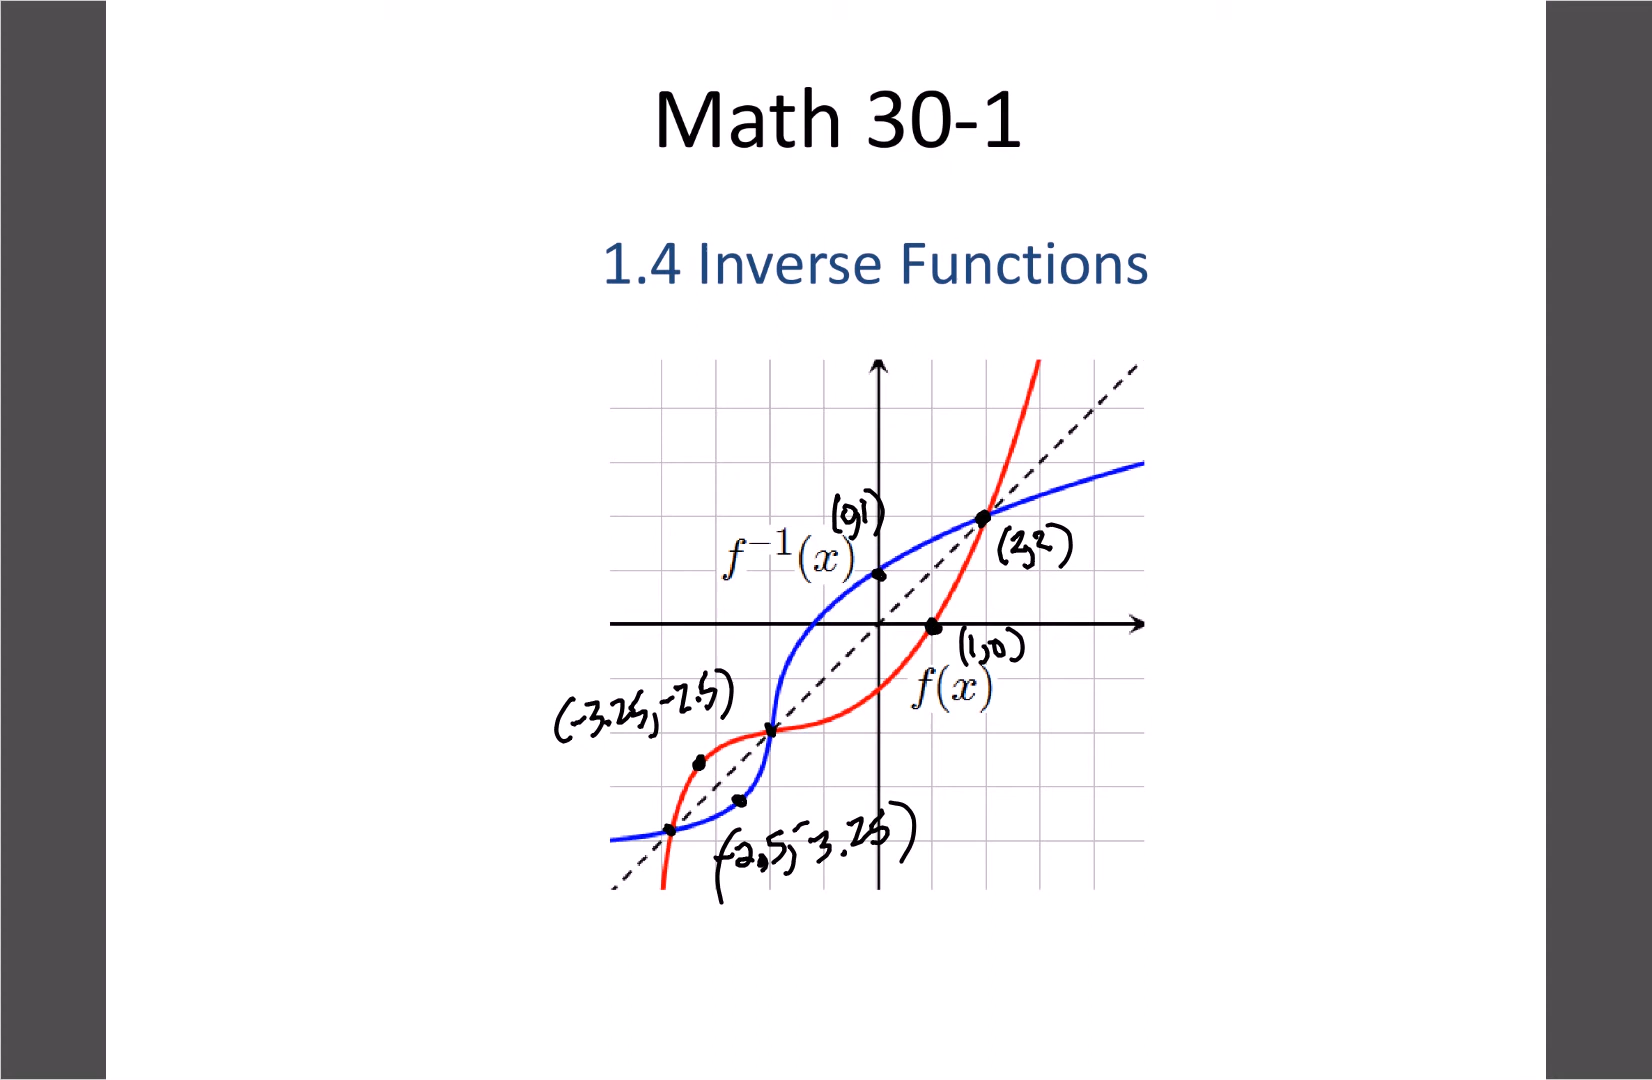 Math 30-1
1.4 Inverse Functions
(0,1)
f⁻¹(x)
(2,2)
(1,0)
f(x)
(-3.25,-2.5)
(-2.5,-3.25)